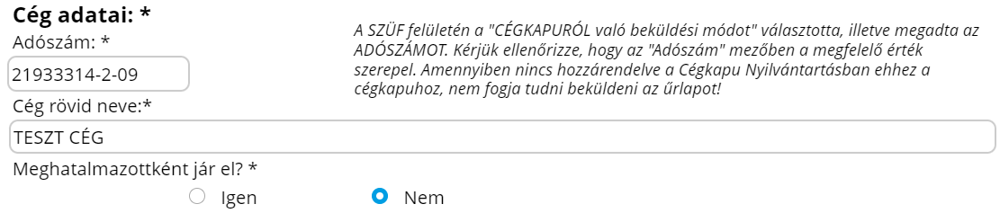 Cég adatai: *
Adószám: *
21933314-2-09
A SZÜF felületén a "CÉGKAPURÓL való beküldési módot" választotta, illetve megadta az
ADÓSZÁMOT. Kérjük ellenőrizze, hogy az "Adószám" mezőben a megfelelő érték
szerepel. Amennyiben nincs hozzárendelve a Cégkapu Nyilvántartásban ehhez a
cégkapuhoz, nem fogja tudni beküldeni az űrlapot!
Cég rövid neve:*
TESZT CÉG
Meghatalmazottként jár el? *
Igen Nem